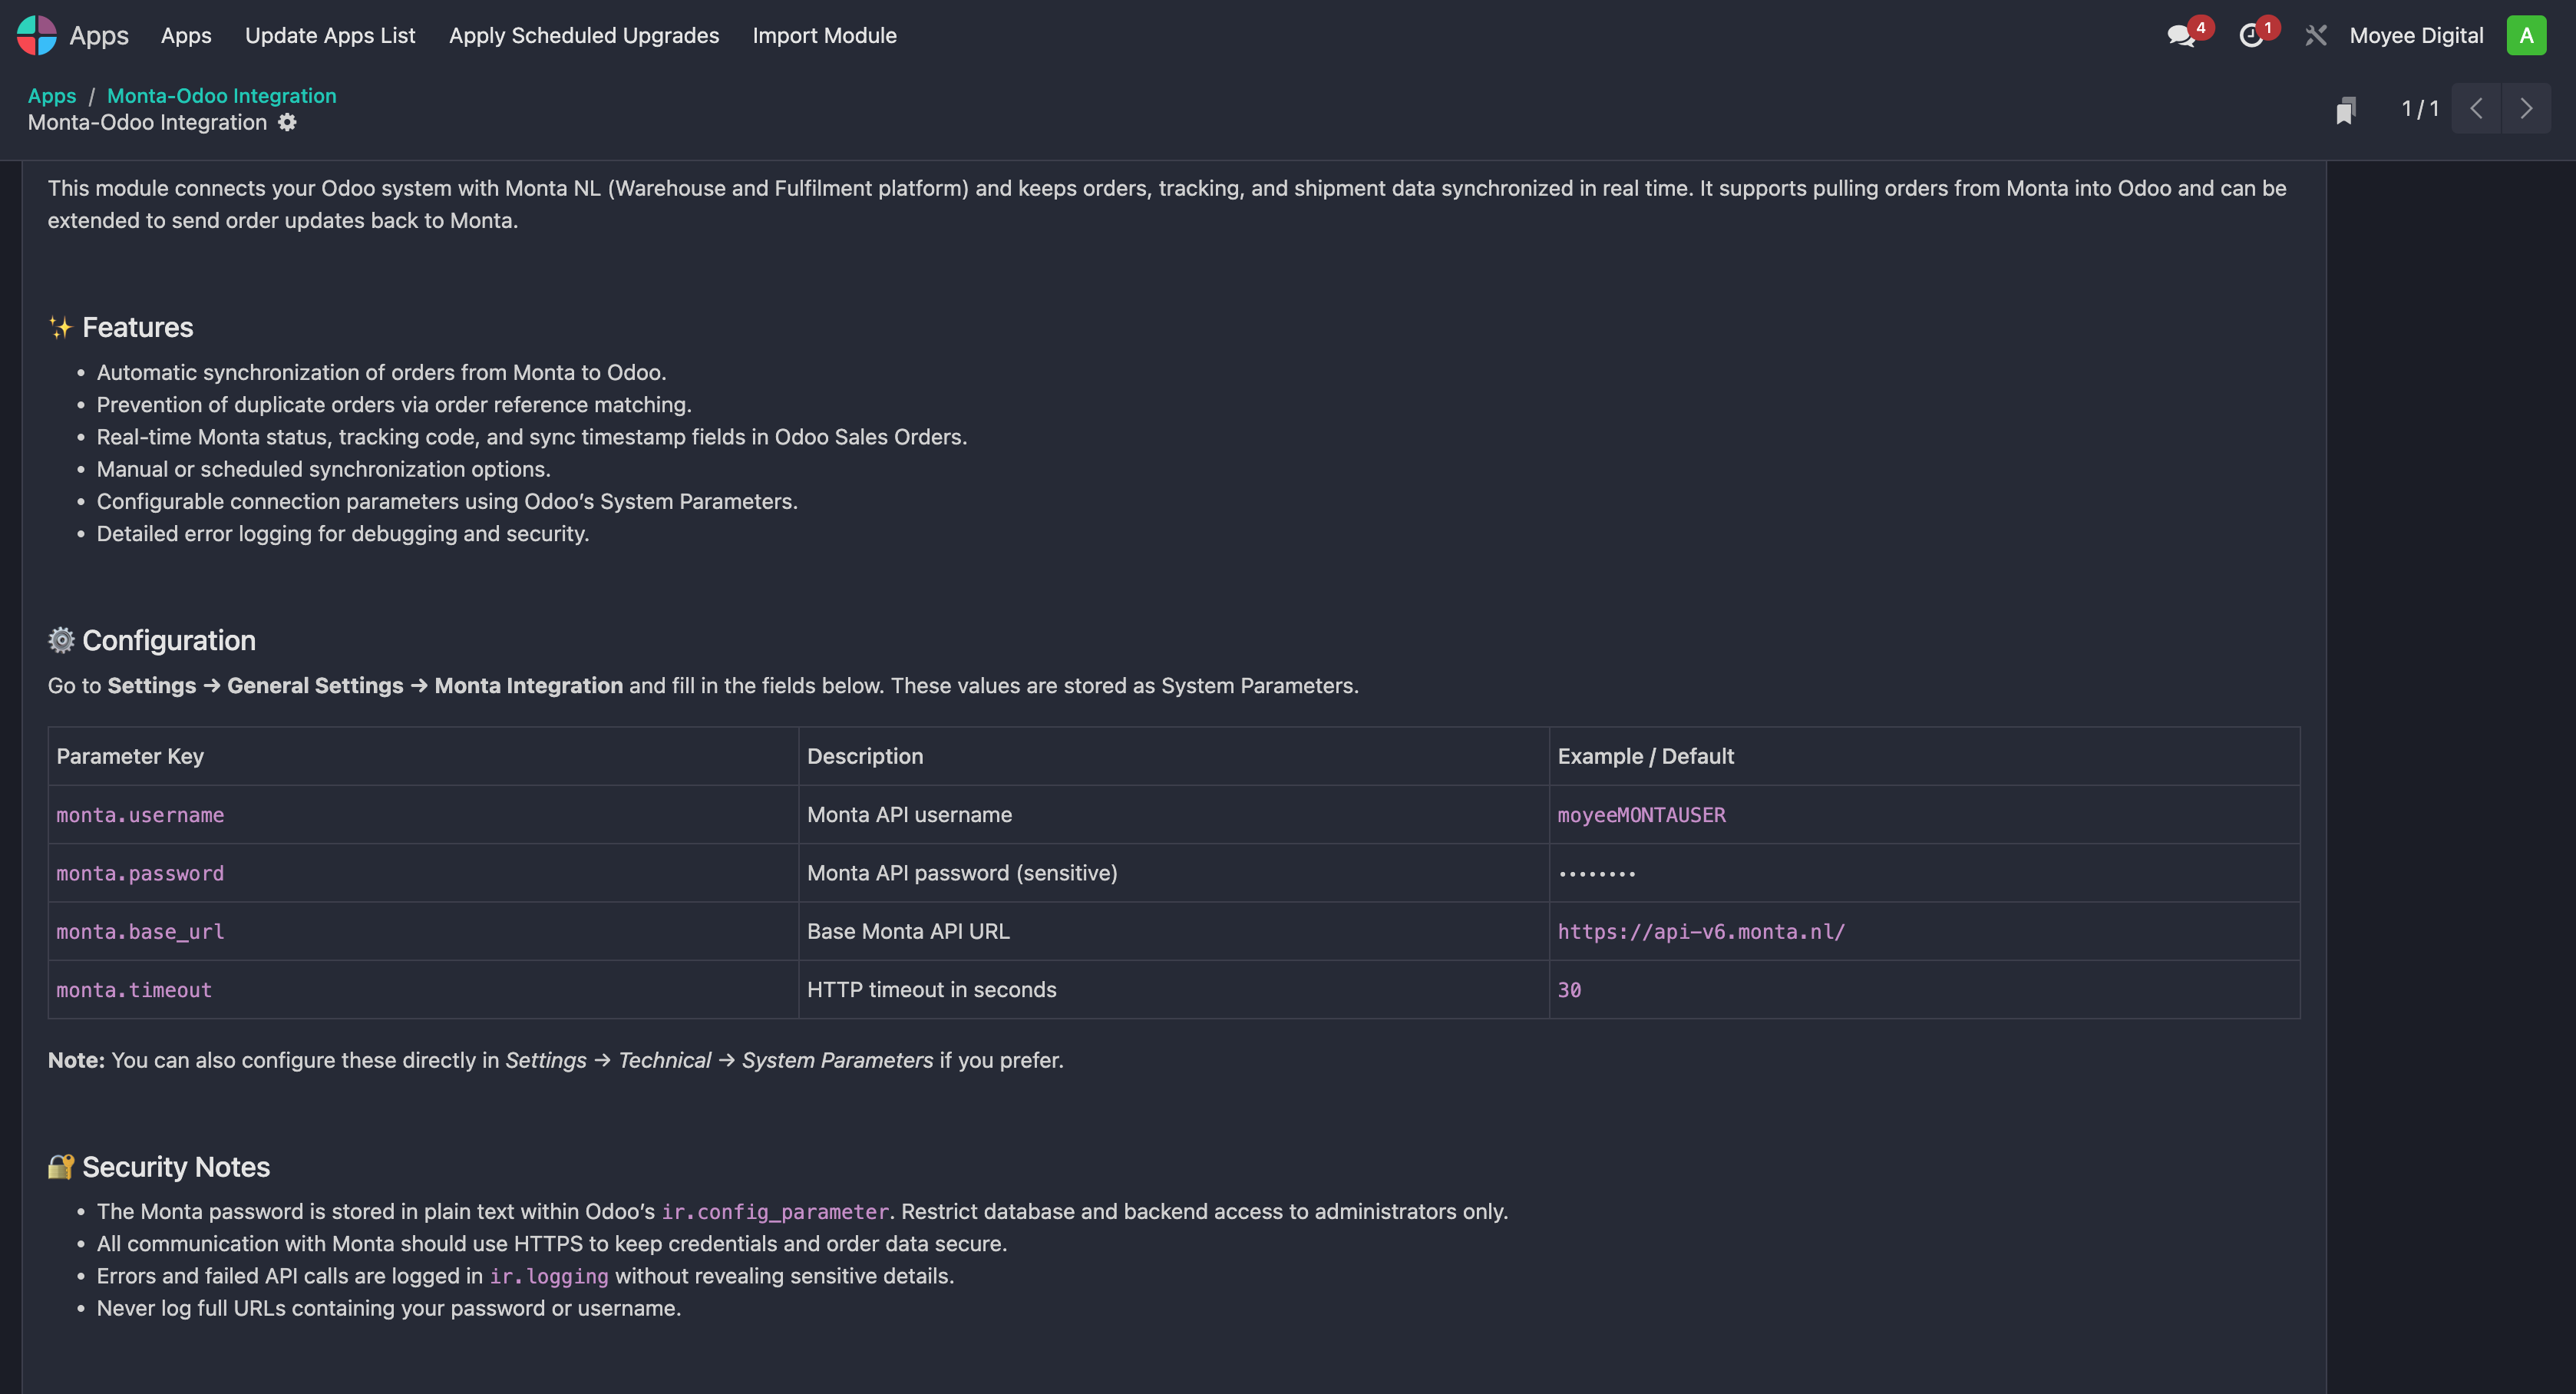 Apps Apps Update Apps List Apply Scheduled Upgrades Import Module 4 1 Moyee Digital A
Apps / Monta-Odoo Integration
Monta-Odoo Integration 1 / 1
This module connects your Odoo system with Monta NL (Warehouse and Fulfilment platform) and keeps orders, tracking, and shipment data synchronized in real time. It supports pulling orders from Monta into Odoo and can be
extended to send order updates back to Monta.
✨ Features
• Automatic synchronization of orders from Monta to Odoo.
• Prevention of duplicate orders via order reference matching.
• Real-time Monta status, tracking code, and sync timestamp fields in Odoo Sales Orders.
• Manual or scheduled synchronization options.
• Configurable connection parameters using Odoo’s System Parameters.
• Detailed error logging for debugging and security.
⚙️ Configuration
Go to Settings → General Settings → Monta Integration and fill in the fields below. These values are stored as System Parameters.
Parameter Key Description Example / Default
monta.username Monta API username moyeeMONTAUSER
monta.password Monta API password (sensitive) ••••••••
monta.base_url Base Monta API URL https://api-v6.monta.nl/
monta.timeout HTTP timeout in seconds 30
Note: You can also configure these directly in Settings → Technical → System Parameters if you prefer.
🔐 Security Notes
• The Monta password is stored in plain text within Odoo’s ir.config_parameter. Restrict database and backend access to administrators only.
• All communication with Monta should use HTTPS to keep credentials and order data secure.
• Errors and failed API calls are logged in ir.logging without revealing sensitive details.
• Never log full URLs containing your password or username.